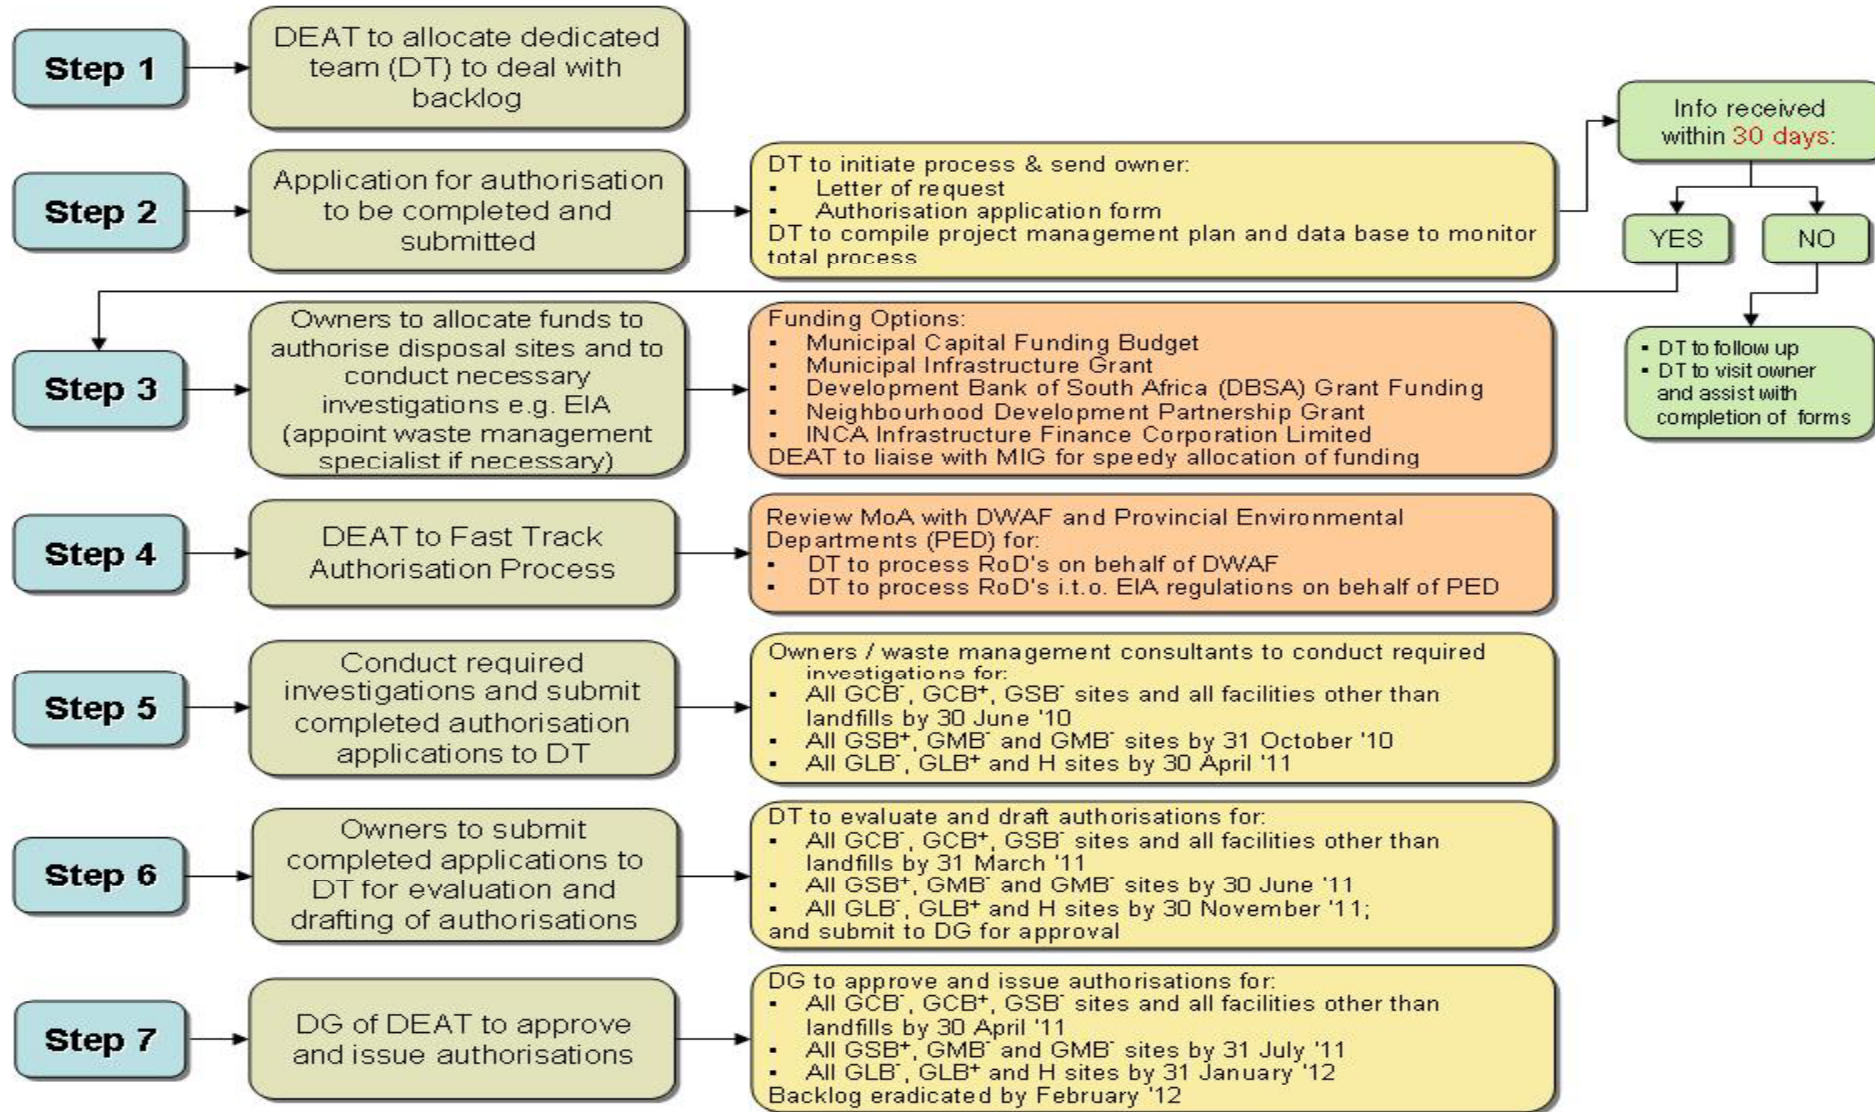 Step 1
DEAT to allocate dedicated
team (DT) to deal with
backlog
Step 2
Application for authorisation
to be completed and
submitted
DT to initiate process & send owner:
▪ Letter of request
▪ Authorisation application form
DT to compile project management plan and data base to monitor
total process
Info received
within 30 days:
YES
NO
▪ DT to follow up
▪ DT to visit owner
and assist with
completion of forms
Step 3
Owners to allocate funds to
authorise disposal sites and to
conduct necessary
investigations e.g. EIA
(appoint waste management
specialist if necessary)
Funding Options:
▪ Municipal Capital Funding Budget
▪ Municipal Infrastructure Grant
▪ Development Bank of South Africa (DBSA) Grant Funding
▪ Neighbourhood Development Partnership Grant
▪ INCA Infrastructure Finance Corporation Limited
DEAT to liaise with MIG for speedy allocation of funding
Step 4
DEAT to Fast Track
Authorisation Process
Review MoA with DWAF and Provincial Environmental
Departments (PED) for:
▪ DT to process RoD's on behalf of DWAF
▪ DT to process RoD's i.t.o. EIA regulations on behalf of PED
Step 5
Conduct required
investigations and submit
completed authorisation
applications to DT
Owners / waste management consultants to conduct required
investigations for:
▪ All GCB⁻, GCB⁺, GSB⁻ sites and all facilities other than
landfills by 30 June '10
▪ All GSB⁺, GMB⁻ and GMB⁻ sites by 31 October '10
▪ All GLB⁻, GLB⁺ and H sites by 30 April '11
Step 6
Owners to submit
completed applications to
DT for evaluation and
drafting of authorisations
DT to evaluate and draft authorisations for:
▪ All GCB⁻, GCB⁺, GSB⁻ sites and all facilities other than
landfills by 31 March '11
▪ All GSB⁺, GMB⁻ and GMB⁻ sites by 30 June '11
▪ All GLB⁻, GLB⁺ and H sites by 30 November '11;
and submit to DG for approval
Step 7
DG of DEAT to approve
and issue authorisations
DG to approve and issue authorisations for:
▪ All GCB⁻, GCB⁺, GSB⁻ sites and all facilities other than
landfills by 30 April '11
▪ All GSB⁺, GMB⁻ and GMB⁻ sites by 31 July '11
▪ All GLB⁻, GLB⁺ and H sites by 31 January '12
Backlog eradicated by February '12